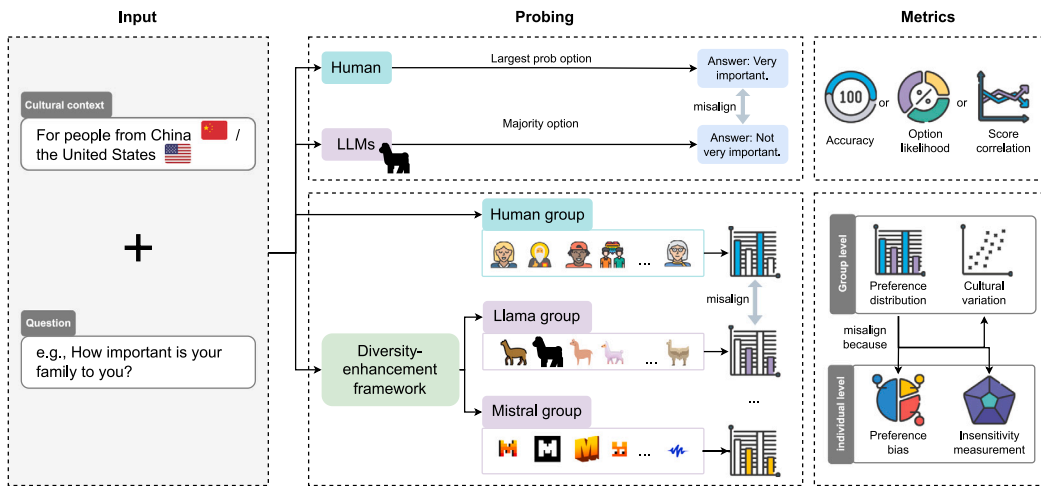 Input
Probing
Metrics
Cultural context
For people from China /
the United States
+
Question
e.g., How important is your
family to you?
Human
Largest prob option
Answer: Very
important.
misalign
LLMs
Majority option
Answer: Not
very important.
Human group
...
misalign
Diversity-
enhancement
framework
Llama group
...
...
Mistral group
...
100
or
%
or
Accuracy
Option
likelihood
Score
correlation
Group level
Preference
distribution
Cultural
variation
misalign
because
individual level
Preference
bias
Insensitivity
measurement